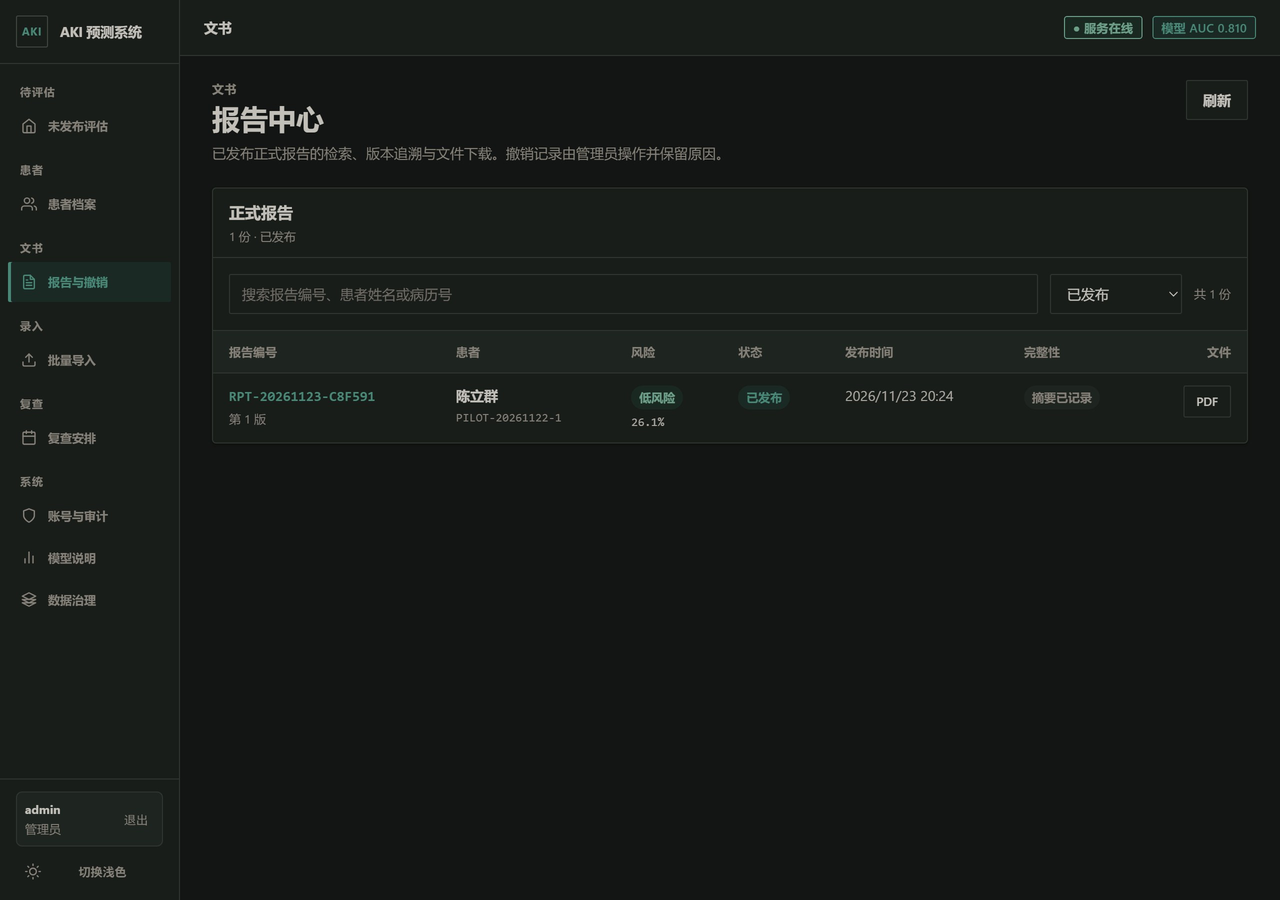 AKI
AKI 预测系统
待评估
未发布评估
患者
患者档案
文书
报告与撤销
录入
批量导入
复查
复查安排
系统
账号与审计
模型说明
数据治理
admin
管理员
退出
切换浅色
文书
● 服务在线
模型 AUC 0.810
文书
报告中心
已发布正式报告的检索、版本追溯与文件下载。撤销记录由管理员操作并保留原因。
刷新
正式报告
1 份 · 已发布
搜索报告编号、患者姓名或病历号
已发布
共 1 份
报告编号 患者 风险 状态 发布时间 完整性 文件
RPT-20261123-C8F591 陈立群 低风险 已发布 2026/11/23 20:24 摘要已记录 PDF
第 1 版 PILOT-20261122-1 26.1%